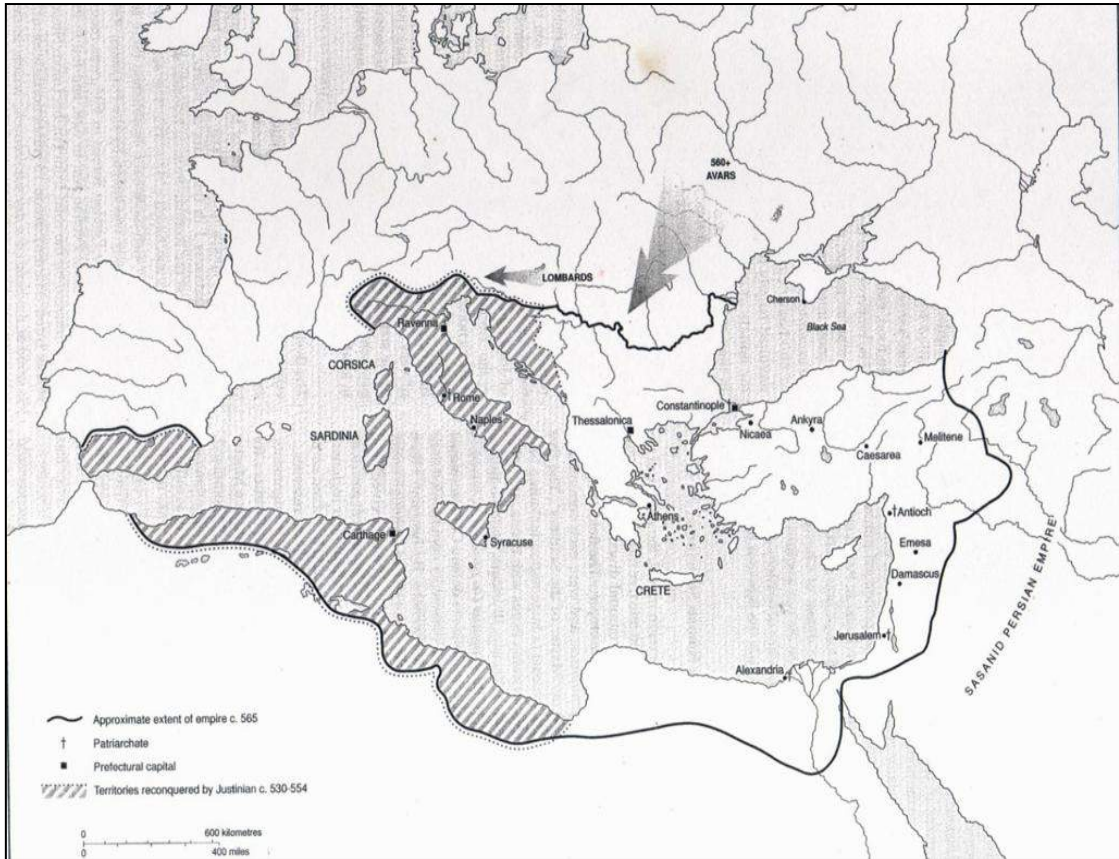 560+
AVARS
LOMBARDS
Cherson
Black Sea
Ravenna
CORSICA
†Rome
Constantinople †
Naples
Thessalonica
Nicaea
Ankyra
SARDINIA
Melitene
Caesarea
†Antioch
Athens
Carthage
Syracuse
Emesa
CRETE
Damascus
SASANID PERSIAN EMPIRE
Jerusalem †
Alexandria †
Approximate extent of empire c. 565
† Patriarchate
Prefectural capital
Territories reconquered by Justinian c. 530-554
0 600 kilometres
0 400 miles